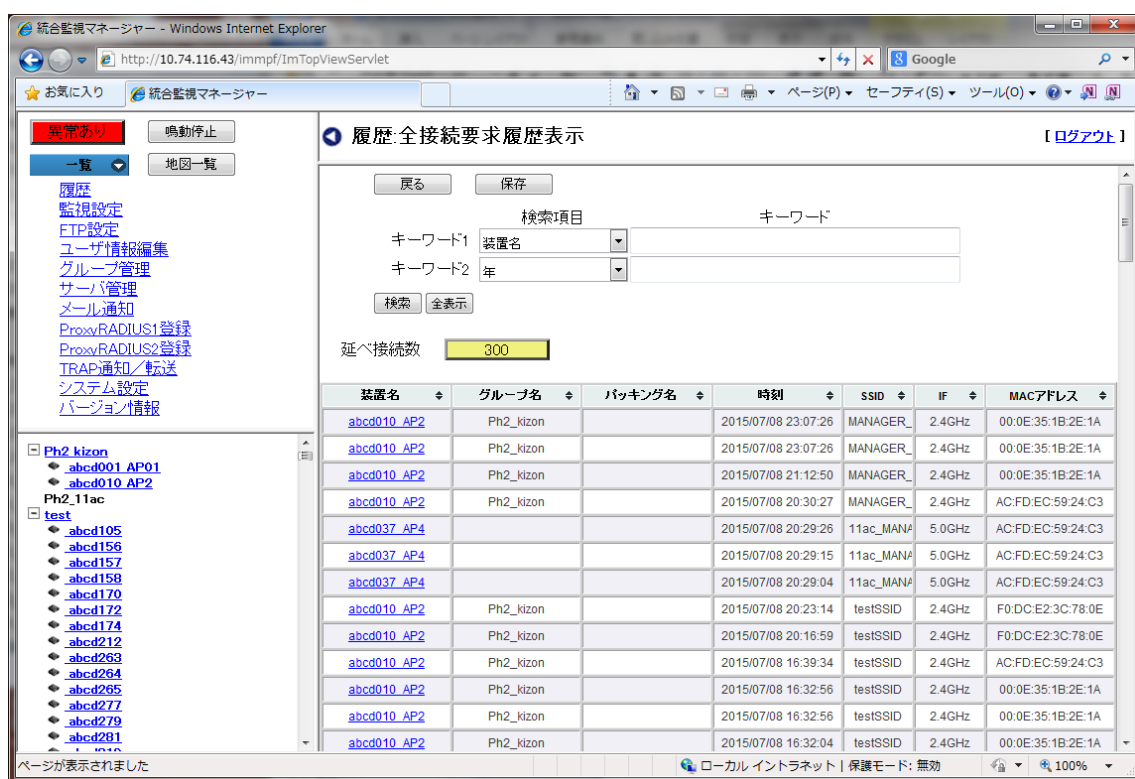 統合監視マネージャー - Windows Internet Explorer
http://10.74.116.43/immpf/ImTopViewServlet
Google
お気に入り 統合監視マネージャー ページ(P) セーフティ(S) ツール(O)
異常あり 鳴動停止
一覧 地図一覧
履歴
監視設定
FTP設定
ユーザ情報編集
グループ管理
サーバ管理
メール通知
ProxyRADIUS1登録
ProxyRADIUS2登録
TRAP通知／転送
システム設定
バージョン情報
Ph2_kizon
abcd001_AP01
abcd010_AP2
Ph2_11ac
test
abcd105
abcd156
abcd157
abcd158
abcd170
abcd172
abcd174
abcd212
abcd263
abcd264
abcd265
abcd277
abcd279
abcd281
履歴:全接続要求履歴表示 [ ログアウト ]
戻る 保存
検索項目 キーワード
キーワード1 装置名
キーワード2 年
検索 全表示
延べ接続数 300
装置名 グループ名 パッキング名 時刻 SSID IF MACアドレス
abcd010_AP2 Ph2_kizon 2015/07/08 23:07:26 MANAGER_ 2.4GHz 00:0E:35:1B:2E:1A
abcd010_AP2 Ph2_kizon 2015/07/08 23:07:26 MANAGER_ 2.4GHz 00:0E:35:1B:2E:1A
abcd010_AP2 Ph2_kizon 2015/07/08 21:12:50 MANAGER_ 2.4GHz 00:0E:35:1B:2E:1A
abcd010_AP2 Ph2_kizon 2015/07/08 20:30:27 MANAGER_ 2.4GHz AC:FD:EC:59:24:C3
abcd037_AP4 2015/07/08 20:29:26 11ac_MANA 5.0GHz AC:FD:EC:59:24:C3
abcd037_AP4 2015/07/08 20:29:15 11ac_MANA 5.0GHz AC:FD:EC:59:24:C3
abcd037_AP4 2015/07/08 20:29:04 11ac_MANA 5.0GHz AC:FD:EC:59:24:C3
abcd010_AP2 Ph2_kizon 2015/07/08 20:23:14 testSSID 2.4GHz F0:DC:E2:3C:78:0E
abcd010_AP2 Ph2_kizon 2015/07/08 20:16:59 testSSID 2.4GHz F0:DC:E2:3C:78:0E
abcd010_AP2 Ph2_kizon 2015/07/08 16:39:34 testSSID 2.4GHz AC:FD:EC:59:24:C3
abcd010_AP2 Ph2_kizon 2015/07/08 16:32:56 testSSID 2.4GHz 00:0E:35:1B:2E:1A
abcd010_AP2 Ph2_kizon 2015/07/08 16:32:56 testSSID 2.4GHz 00:0E:35:1B:2E:1A
abcd010_AP2 Ph2_kizon 2015/07/08 16:32:04 testSSID 2.4GHz 00:0E:35:1B:2E:1A
ページが表示されました ローカル イントラネット | 保護モード: 無効 100%